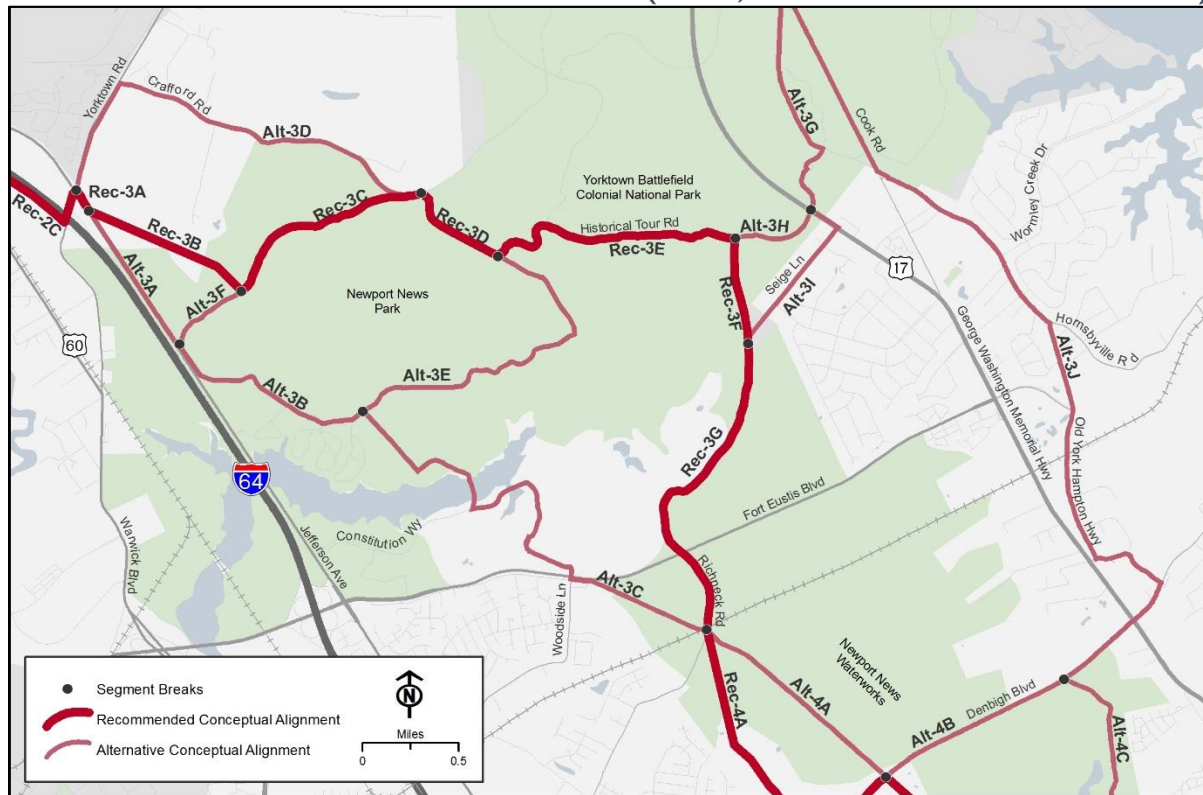 Yorktown Rd
Crafford Rd
Alt-3D
Alt-3G
Cook Rd
Rec-3A
Rec-2C
Rec-3B
Rec-3C
Rec-3D
Yorktown Battlefield
Colonial National Park
Historical Tour Rd
Rec-3E
Alt-3H
Wormley Creek Dr
Alt-3A
Alt-3F
Newport News
Park
Rec-3F
Seige Ln
Alt-3I
17
George Washington Memorial Hwy
Hornsbyville Rd
Alt-3J
60
Alt-3B
Alt-3E
Rec-3G
Old York Hampton Hwy
64
Constitution Wy
Fort Eustis Blvd
Warwick Blvd
Jefferson Ave
Woodside Ln
Alt-3C
Richneck Rd
Newport News
Waterworks
Rec-4A
Alt-4A
Alt-4B
Denbigh Blvd
Alt-4C
Segment Breaks
Recommended Conceptual Alignment
Alternative Conceptual Alignment
N
Miles
0 0.5